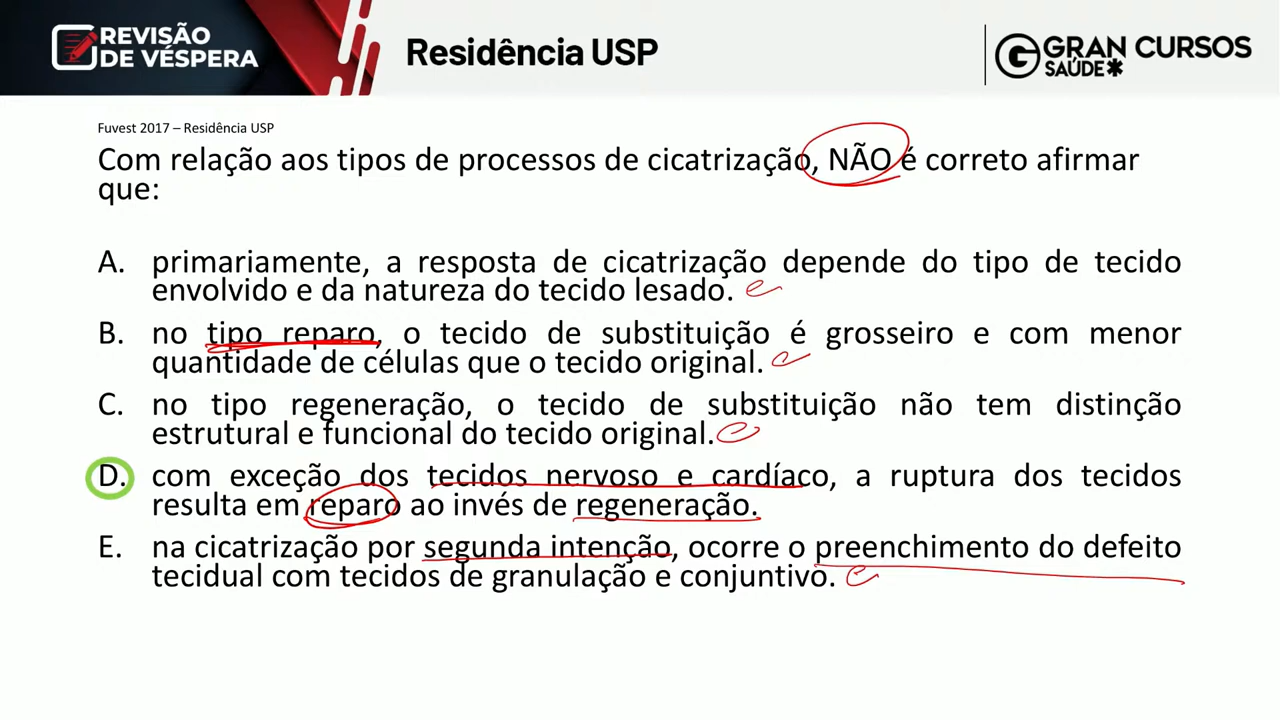 REVISÃO
DE VÉSPERA
Residência USP
GRAN CURSOS
SAÚDE
Fuvest 2017 – Residência USP
Com relação aos tipos de processos de cicatrização, NÃO é correto afirmar
que:
A. primariamente, a resposta de cicatrização depende do tipo de tecido
envolvido e da natureza do tecido lesado.
B. no tipo reparo, o tecido de substituição é grosseiro e com menor
quantidade de células que o tecido original.
C. no tipo regeneração, o tecido de substituição não tem distinção
estrutural e funcional do tecido original.
D. com exceção dos tecidos nervoso e cardíaco, a ruptura dos tecidos
resulta em reparo ao invés de regeneração.
E. na cicatrização por segunda intenção, ocorre o preenchimento do defeito
tecidual com tecidos de granulação e conjuntivo.